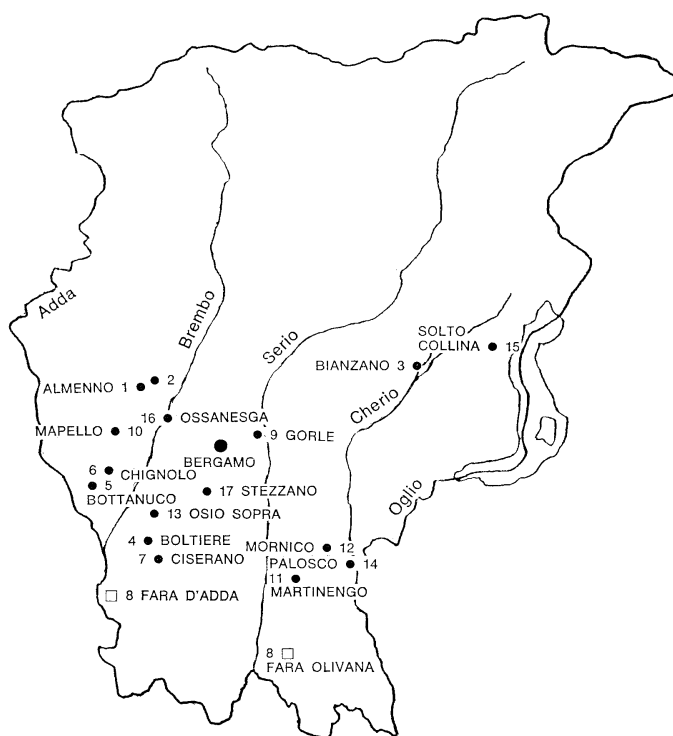 Adda
Brembo
Serio
SOLTO
COLLINA 15
BIANZANO 3
Cherio
2
ALMENNO 1
16 OSSANESGA
MAPELLO 10
9 GORLE
BERGAMO
6 CHIGNOLO
5
BOTTANUCO
17 STEZZANO
Oglio
13 OSIO SOPRA
4 BOLTIERE
MORNICO 12
7 CISERANO
PALOSCO 14
11
MARTINENGO
8 FARA D'ADDA
8
FARA OLIVANA